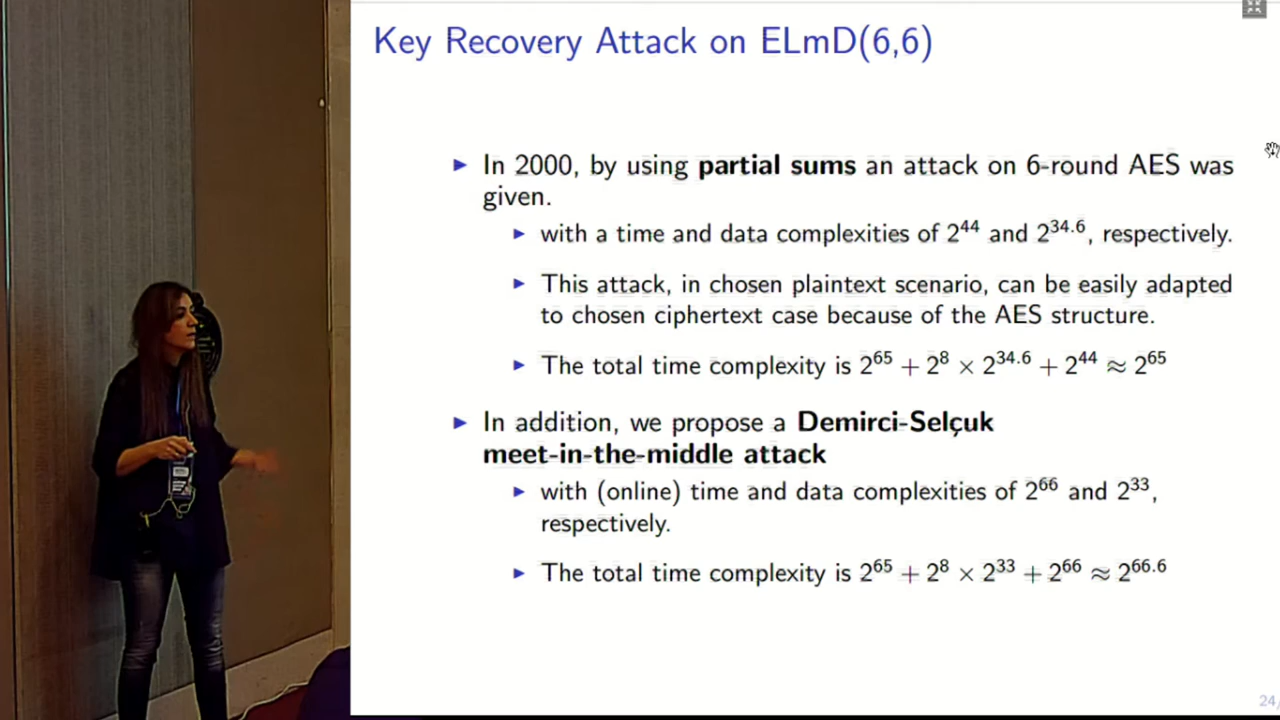 Key Recovery Attack on ELmD(6,6)
In 2000, by using partial sums an attack on 6-round AES was
given.
with a time and data complexities of 2^44 and 2^34.6, respectively.
This attack, in chosen plaintext scenario, can be easily adapted
to chosen ciphertext case because of the AES structure.
The total time complexity is 2^65 + 2^8 × 2^34.6 + 2^44 ≈ 2^65
In addition, we propose a Demirci-Selçuk
meet-in-the-middle attack
with (online) time and data complexities of 2^66 and 2^33,
respectively.
The total time complexity is 2^65 + 2^8 × 2^33 + 2^66 ≈ 2^66.6
24/